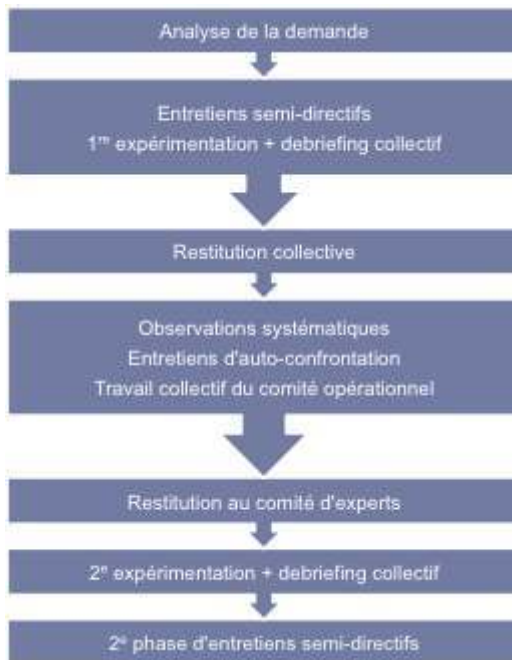 Analyse de la demande
Entretiens semi-directifs
1re expérimentation + debriefing collectif
Restitution collective
Observations systématiques
Entretiens d'auto-confrontation
Travail collectif du comité opérationnel
Restitution au comité d'experts
2e expérimentation + debriefing collectif
2e phase d'entretiens semi-directifs